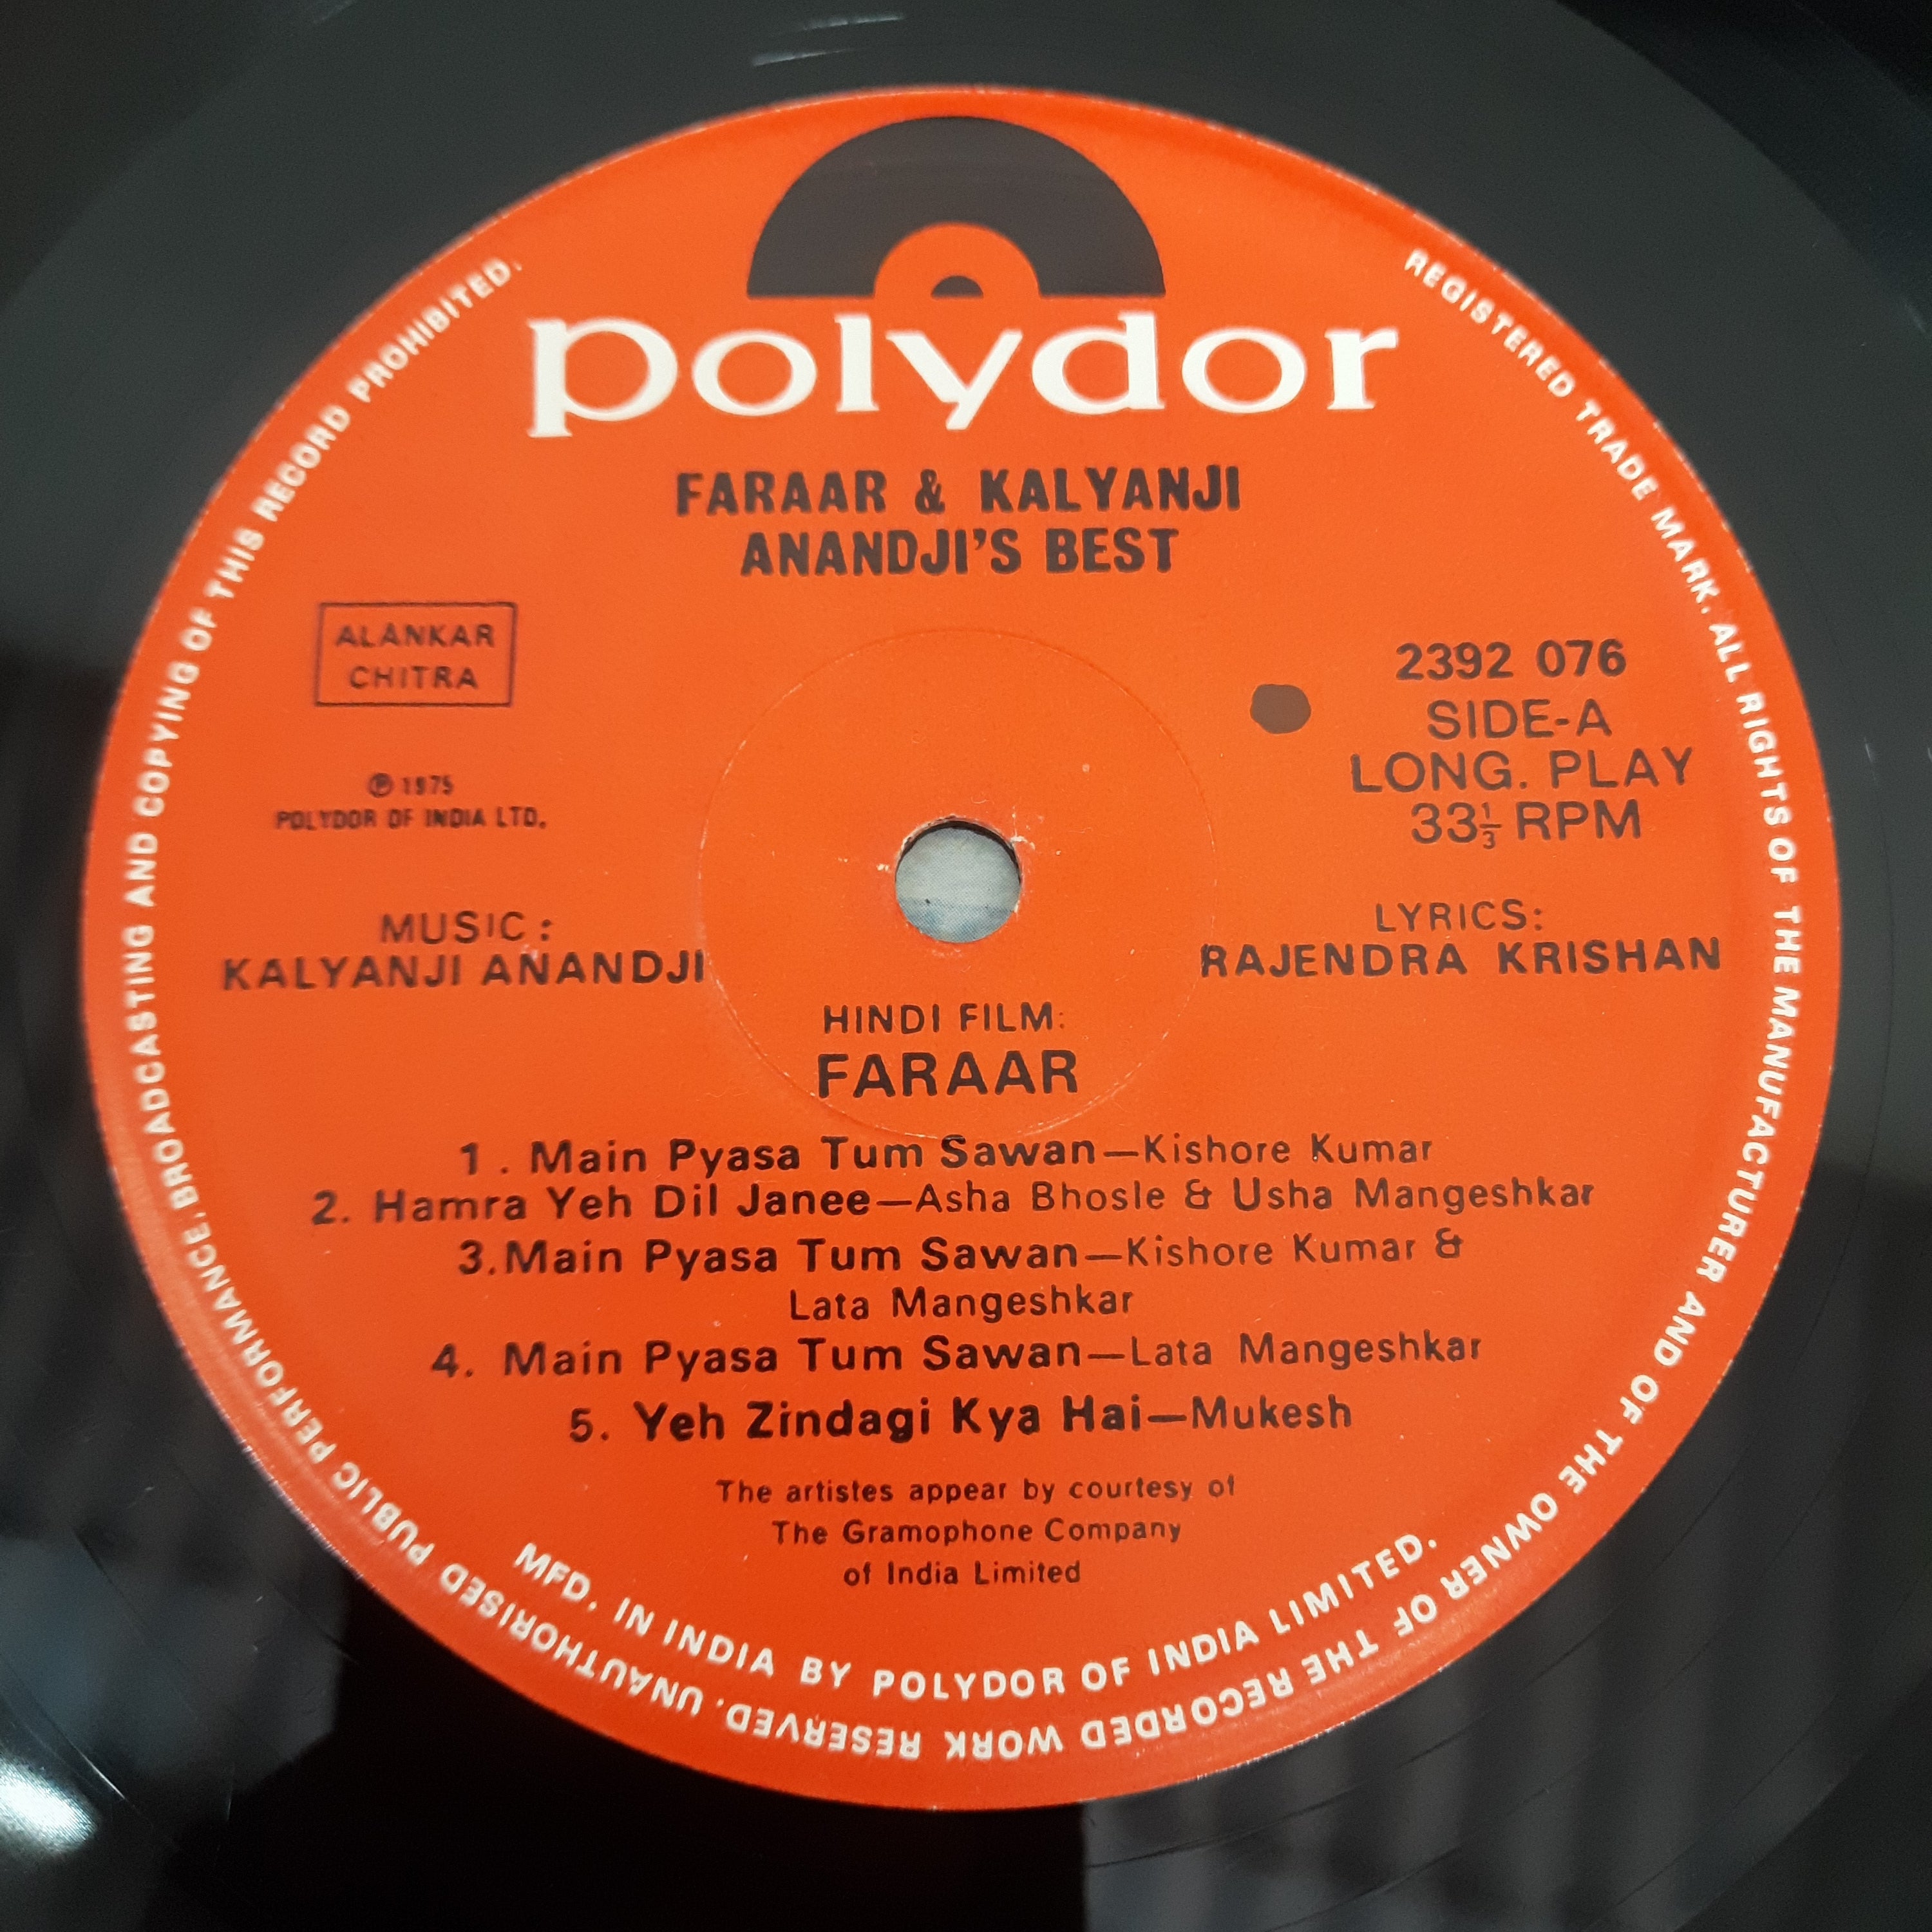 polydor
FARAAR & KALYANJI
ANANDJI'S BEST
ALANKAR
CHITRA
℗ 1975
POLYDOR OF INDIA LTD.
2392 076
SIDE-A
LONG. PLAY
33⅓ RPM
MUSIC :
KALYANJI ANANDJI
LYRICS:
RAJENDRA KRISHAN
HINDI FILM:
FARAAR
1 . Main Pyasa Tum Sawan—Kishore Kumar
2. Hamra Yeh Dil Janee—Asha Bhosle & Usha Mangeshkar
3. Main Pyasa Tum Sawan—Kishore Kumar &
Lata Mangeshkar
4. Main Pyasa Tum Sawan—Lata Mangeshkar
5. Yeh Zindagi Kya Hai—Mukesh
The artistes appear by courtesy of
The Gramophone Company
of India Limited
MFD. IN INDIA BY POLYDOR OF INDIA LIMITED.
REGISTERED TRADE MARK. ALL RIGHTS OF THE MANUFACTURER AND OF THE OWNER OF THE RECORDED WORK RESERVED. UNAUTHORISED PUBLIC PERFORMANCE, BROADCASTING AND COPYING OF THIS RECORD PROHIBITED.